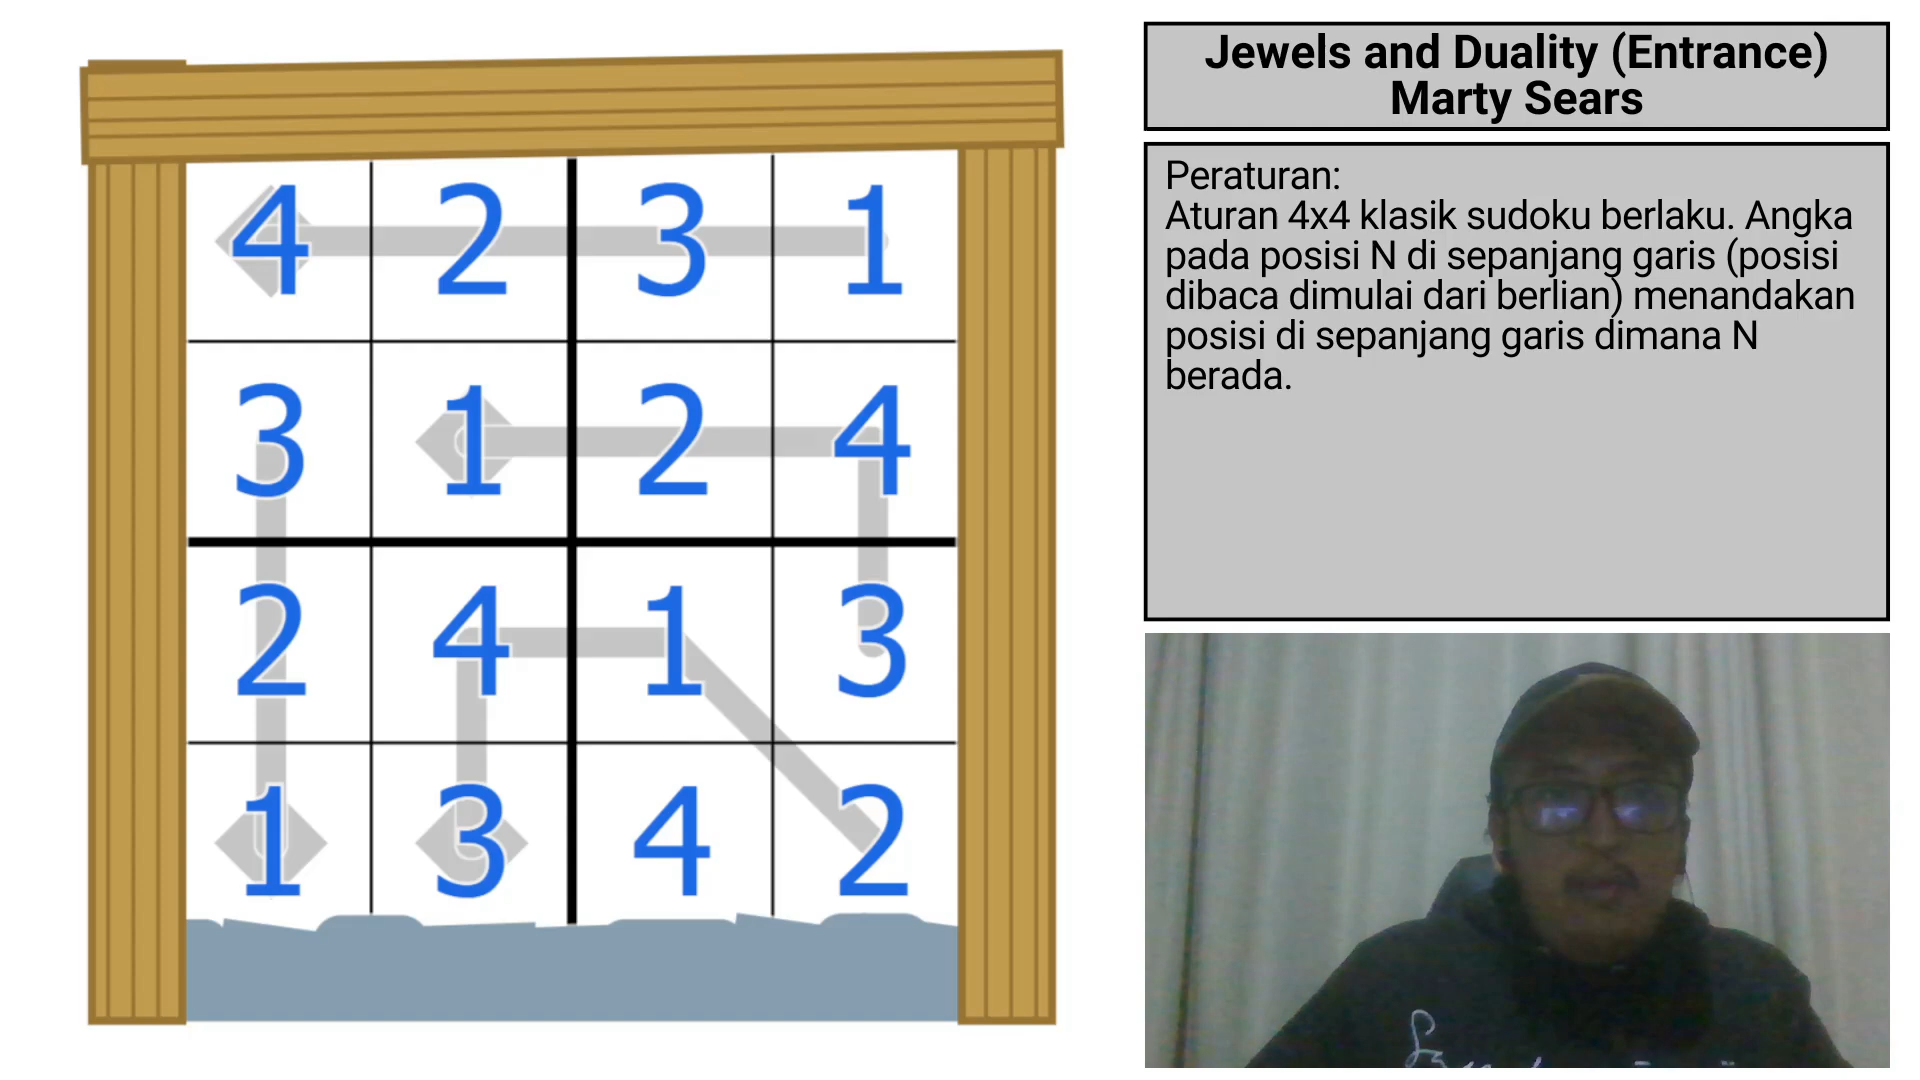 Jewels and Duality (Entrance)
Marty Sears
Peraturan:
Aturan 4x4 klasik sudoku berlaku. Angka
pada posisi N di sepanjang garis (posisi
dibaca dimulai dari berlian) menandakan
posisi di sepanjang garis dimana N
berada.
4 2 3 1
3 1 2 4
2 4 1 3
1 3 4 2